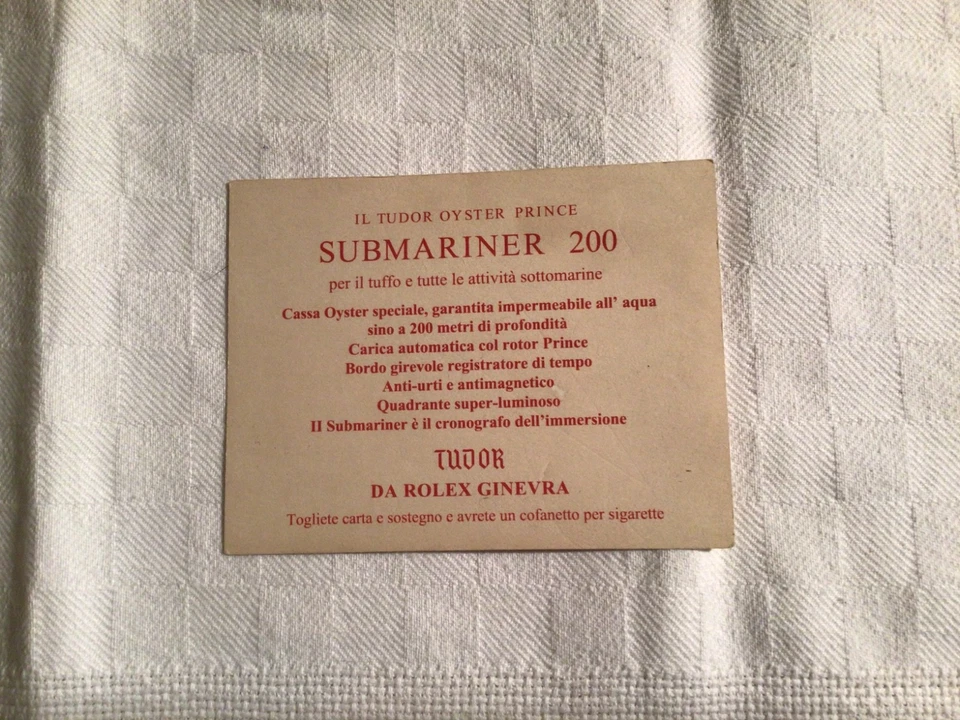 IL TUDOR OYSTER PRINCE
SUBMARINER 200
per il tuffo e tutte le attività sottomarine
Cassa Oyster speciale, garantita impermeabile all' aqua
sino a 200 metri di profondità
Carica automatica col rotor Prince
Bordo girevole registratore di tempo
Anti-urti e antimagnetico
Quadrante super-luminoso
Il Submariner è il cronografo dell'immersione
TUDOR
DA ROLEX GINEVRA
Togliete carta e sostegno e avrete un cofanetto per sigarette